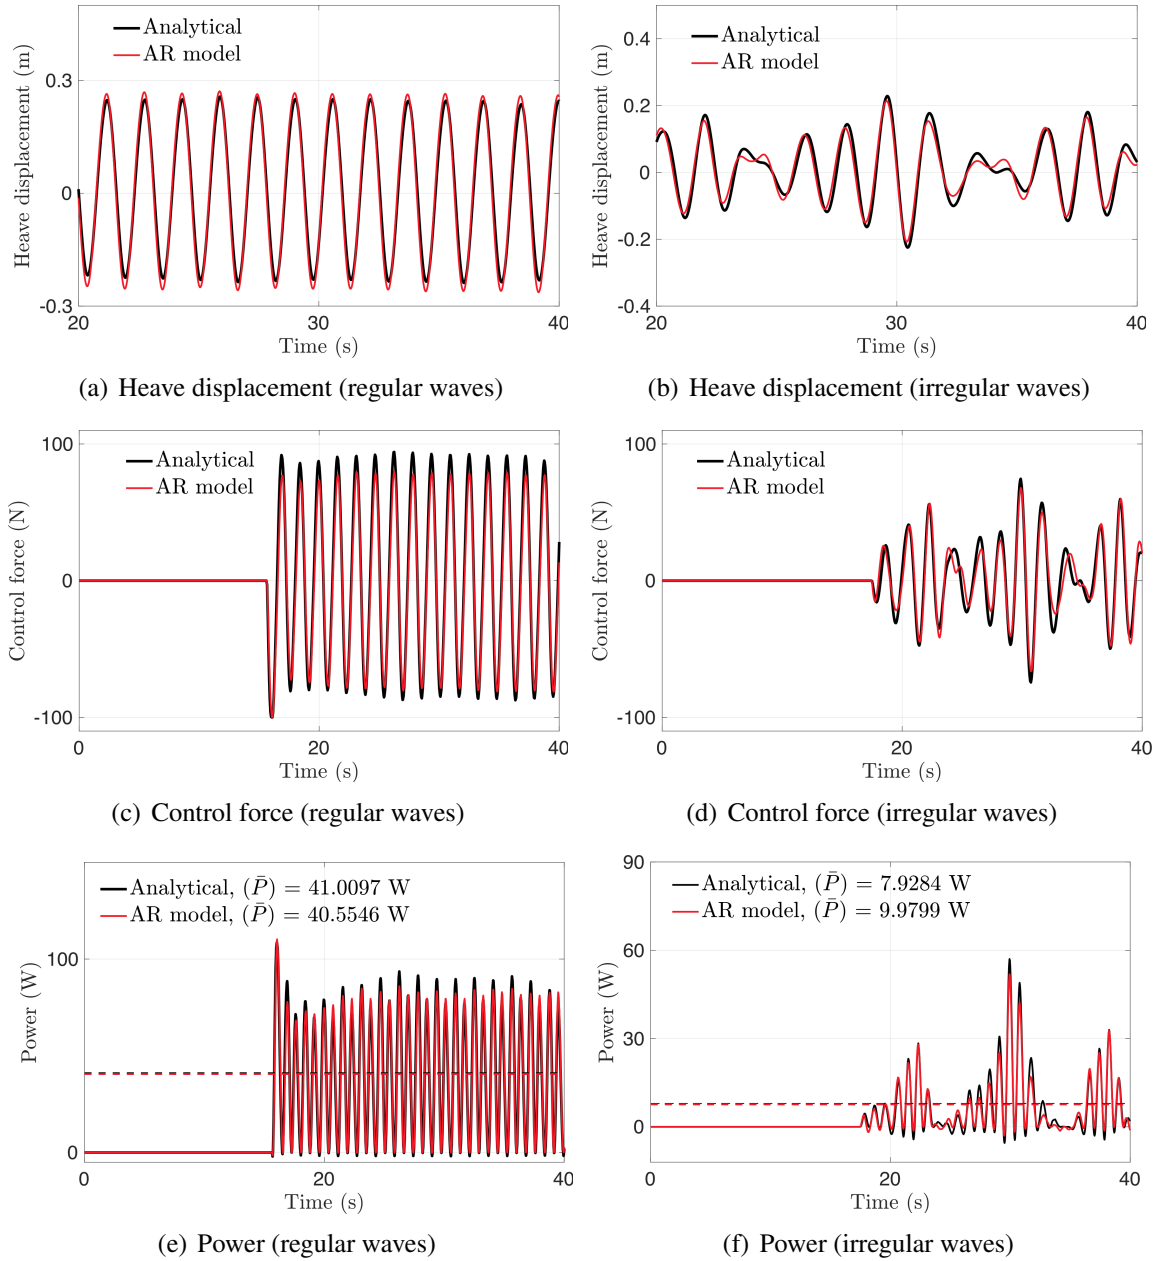 Analytical
AR model
Heave displacement (m)
0.3
0
-0.3
20
30
40
Time (s)
(a) Heave displacement (regular waves)
Analytical
AR model
Heave displacement (m)
0.4
0.2
0
-0.2
-0.4
20
30
40
Time (s)
(b) Heave displacement (irregular waves)
Analytical
AR model
Control force (N)
100
0
-100
0
20
40
Time (s)
(c) Control force (regular waves)
Analytical
AR model
Control force (N)
100
0
-100
0
20
40
Time (s)
(d) Control force (irregular waves)
Analytical, (P̄) = 41.0097 W
AR model, (P̄) = 40.5546 W
Power (W)
100
0
0
20
40
Time (s)
(e) Power (regular waves)
Analytical, (P̄) = 7.9284 W
AR model, (P̄) = 9.9799 W
Power (W)
90
60
30
0
0
20
40
Time (s)
(f) Power (irregular waves)